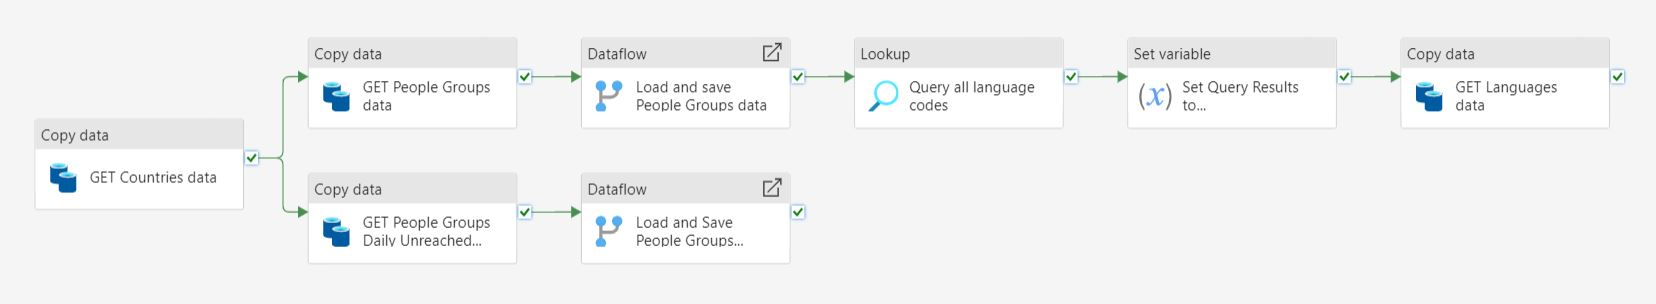 Copy data
GET Countries data
Copy data
GET People Groups
data
Dataflow
Load and save
People Groups data
Lookup
Query all language
codes
Set variable
(x)
Set Query Results
to...
Copy data
GET Languages
data
Copy data
GET People Groups
Daily Unreached...
Dataflow
Load and Save
People Groups...